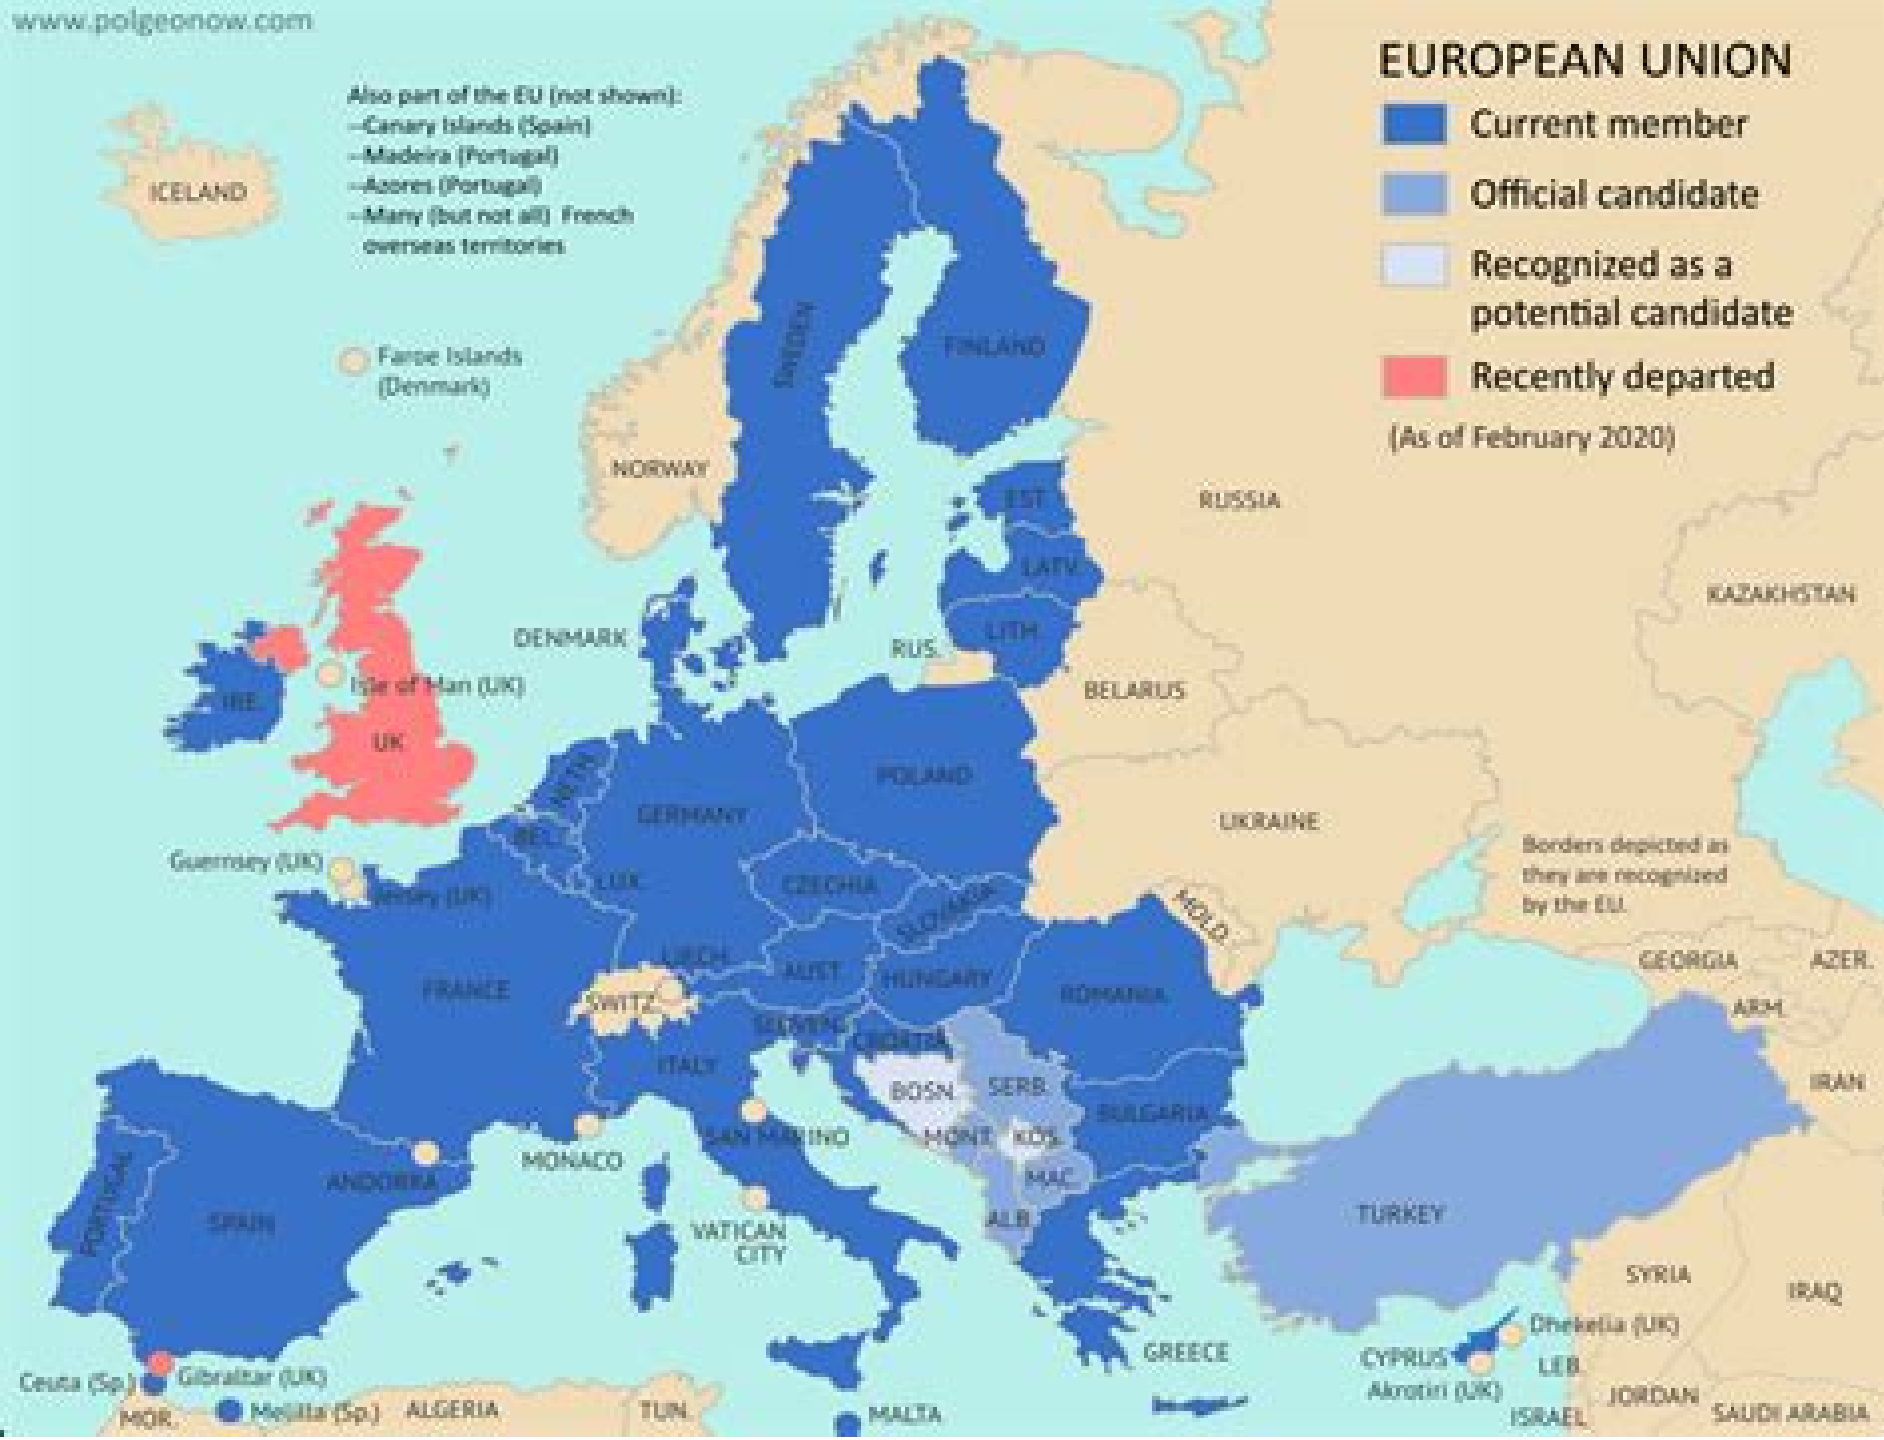 www.polgeonow.com
Also part of the EU (not shown):
--Canary Islands (Spain)
--Madeira (Portugal)
--Azores (Portugal)
--Many (but not all) French
overseas territories
EUROPEAN UNION
Current member
Official candidate
Recognized as a
potential candidate
Recently departed
(As of February 2020)
ICELAND
Faroe Islands
(Denmark)
SWEDEN
FINLAND
NORWAY
RUSSIA
EST.
LATV.
LITH.
KAZAKHSTAN
DENMARK
RUS.
BELARUS
IRE.
Isle of Man (UK)
UK
NETH.
POLAND
GERMANY
UKRAINE
BEL.
Guernsey (UK)
Jersey (UK)
LUX.
CZECHIA
SLOVAKIA
MOLD.
Borders depicted as
they are recognized
by the EU.
LIECH.
AUST.
HUNGARY
FRANCE
SWITZ.
ROMANIA
GEORGIA
AZER.
ARM.
SLOVEN.
CROATIA
ITALY
BOSN.
SERB.
IRAN
BULGARIA
SAN MARINO
MONT.
KOS.
MONACO
ANDORRA
MAC.
PORTUGAL
SPAIN
VATICAN
CITY
ALB.
TURKEY
SYRIA
IRAQ
GREECE
Dhekelia (UK)
CYPRUS
LEB.
Akrotiri (UK)
Ceuta (Sp.)
Gibraltar (UK)
MOR.
Melilla (Sp.)
ALGERIA
TUN.
MALTA
JORDAN
ISRAEL
SAUDI ARABIA